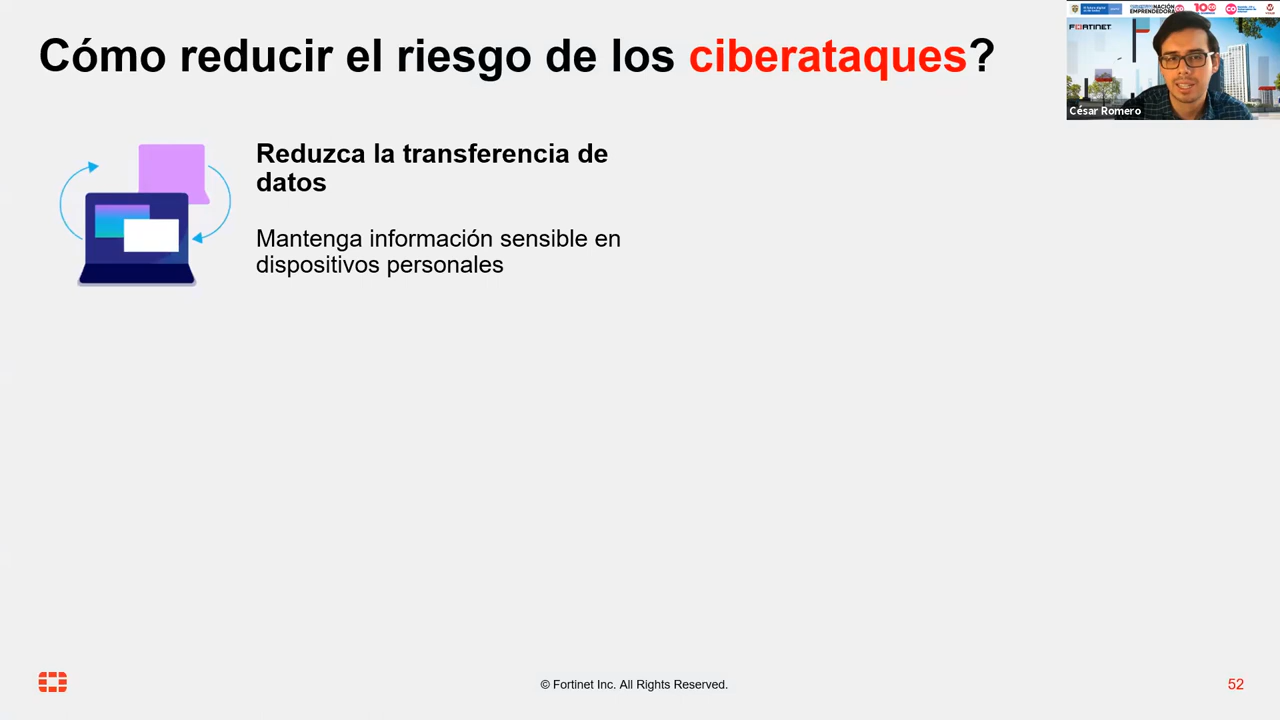 Cómo reducir el riesgo de los ciberataques?
Reduzca la transferencia de
datos
Mantenga información sensible en
dispositivos personales
FORTINET
César Romero
© Fortinet Inc. All Rights Reserved.
52